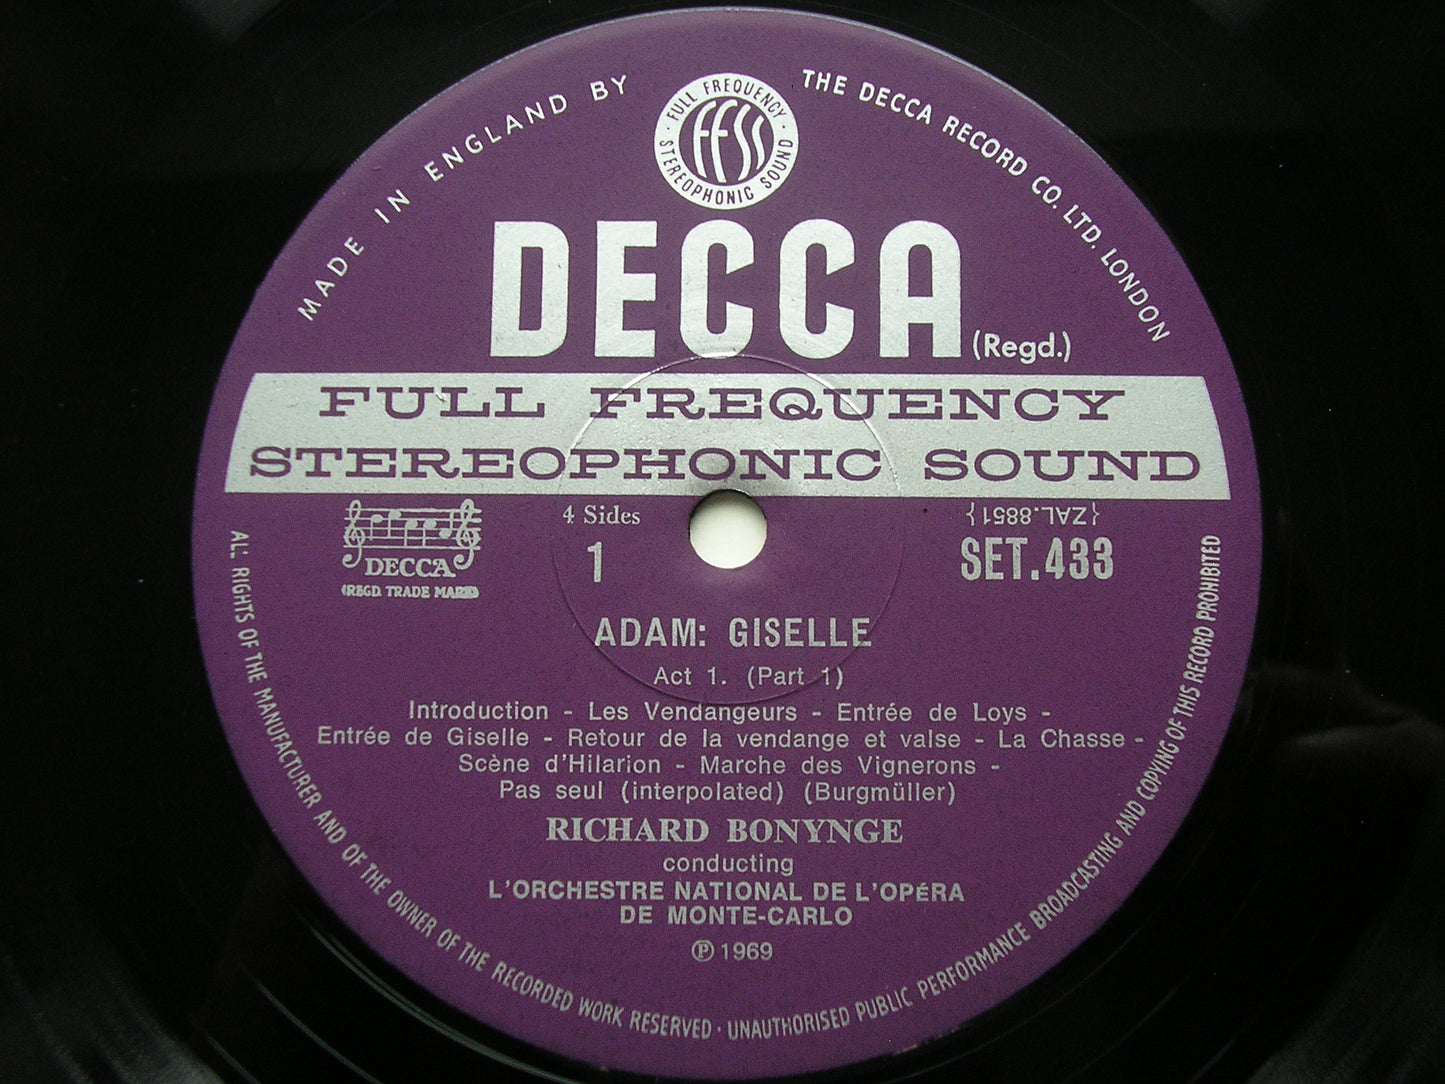 MADE IN ENGLAND BY
THE DECCA RECORD CO. LTD. LONDON
· FULL FREQUENCY ·
STEREOPHONIC SOUND
FFSS
DECCA
(Regd.)
FULL FREQUENCY
STEREOPHONIC SOUND
DECCA
(REGD. TRADE MARK)
4 Sides
1
{ZAL.8851}
SET.433
ADAM: GISELLE
Act 1. (Part 1)
Introduction - Les Vendangeurs - Entrée de Loys -
Entrée de Giselle - Retour de la vendange et valse - La Chasse -
Scène d'Hilarion - Marche des Vignerons -
Pas seul (interpolated) (Burgmüller)
RICHARD BONYNGE
conducting
L'ORCHESTRE NATIONAL DE L'OPéRA
DE MONTE-CARLO
℗ 1969
ALL RIGHTS OF THE MANUFACTURER AND OF THE OWNER OF THE RECORDED WORK RESERVED · UNAUTHORISED PUBLIC PERFORMANCE BROADCASTING AND COPYING OF THIS RECORD PROHIBITED